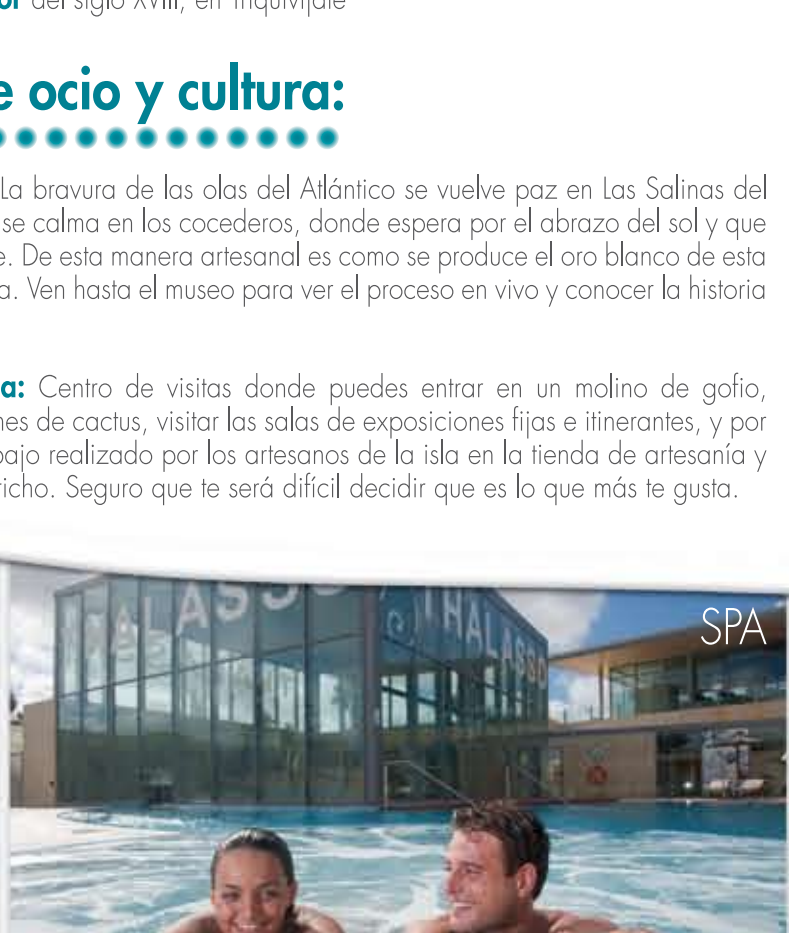 del siglo XVIII, en Triquivijate
e ocio y cultura:
La bravura de las olas del Atlántico se vuelve paz en Las Salinas del
se calma en los cocederos, donde espera por el abrazo del sol y que
e. De esta manera artesanal es como se produce el oro blanco de esta
a. Ven hasta el museo para ver el proceso en vivo y conocer la historia
a: Centro de visitas donde puedes entrar en un molino de gofio,
nes de cactus, visitar las salas de exposiciones fijas e itinerantes, y por
bajo realizado por los artesanos de la isla en la tienda de artesanía y
richo. Seguro que te será difícil decidir que es lo que más te gusta.
SPA
THALASSO